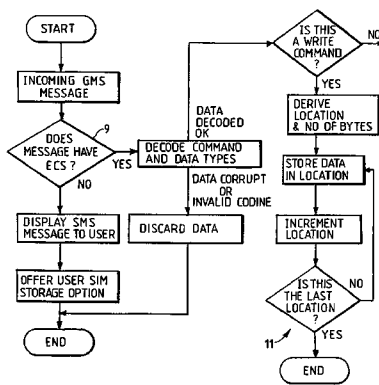 START
INCOMING GMS
MESSAGE
9
DOES
MESSAGE HAVE
ECS ?
YES
NO
DISPLAY SMS
MESSAGE TO USER
OFFER USER SIM
STORAGE OPTION
END
DATA
DECODED
OK
DECODE COMMAND
AND DATA TYPES
DATA CORRUPT
OR
INVALID CODINE
DISCARD DATA
IS THIS
A WRITE
COMMAND
?
NO
YES
DERIVE
LOCATION
& NO OF BYTES
STORE DATA
IN LOCATION
INCREMENT
LOCATION
IS THIS
THE LAST
LOCATION
?
NO
YES
11
END